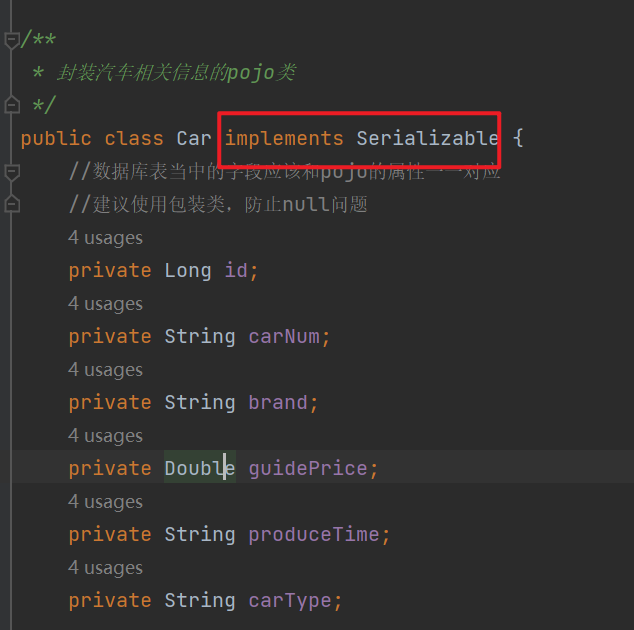 /**
* 封装汽车相关信息的pojo类
*/
public class Car implements Serializable {
//数据库表当中的字段应该和pojo的属性一一对应
//建议使用包装类，防止null问题
4 usages
private Long id;
4 usages
private String carNum;
4 usages
private String brand;
4 usages
private Double guidePrice;
4 usages
private String produceTime;
4 usages
private String carType;